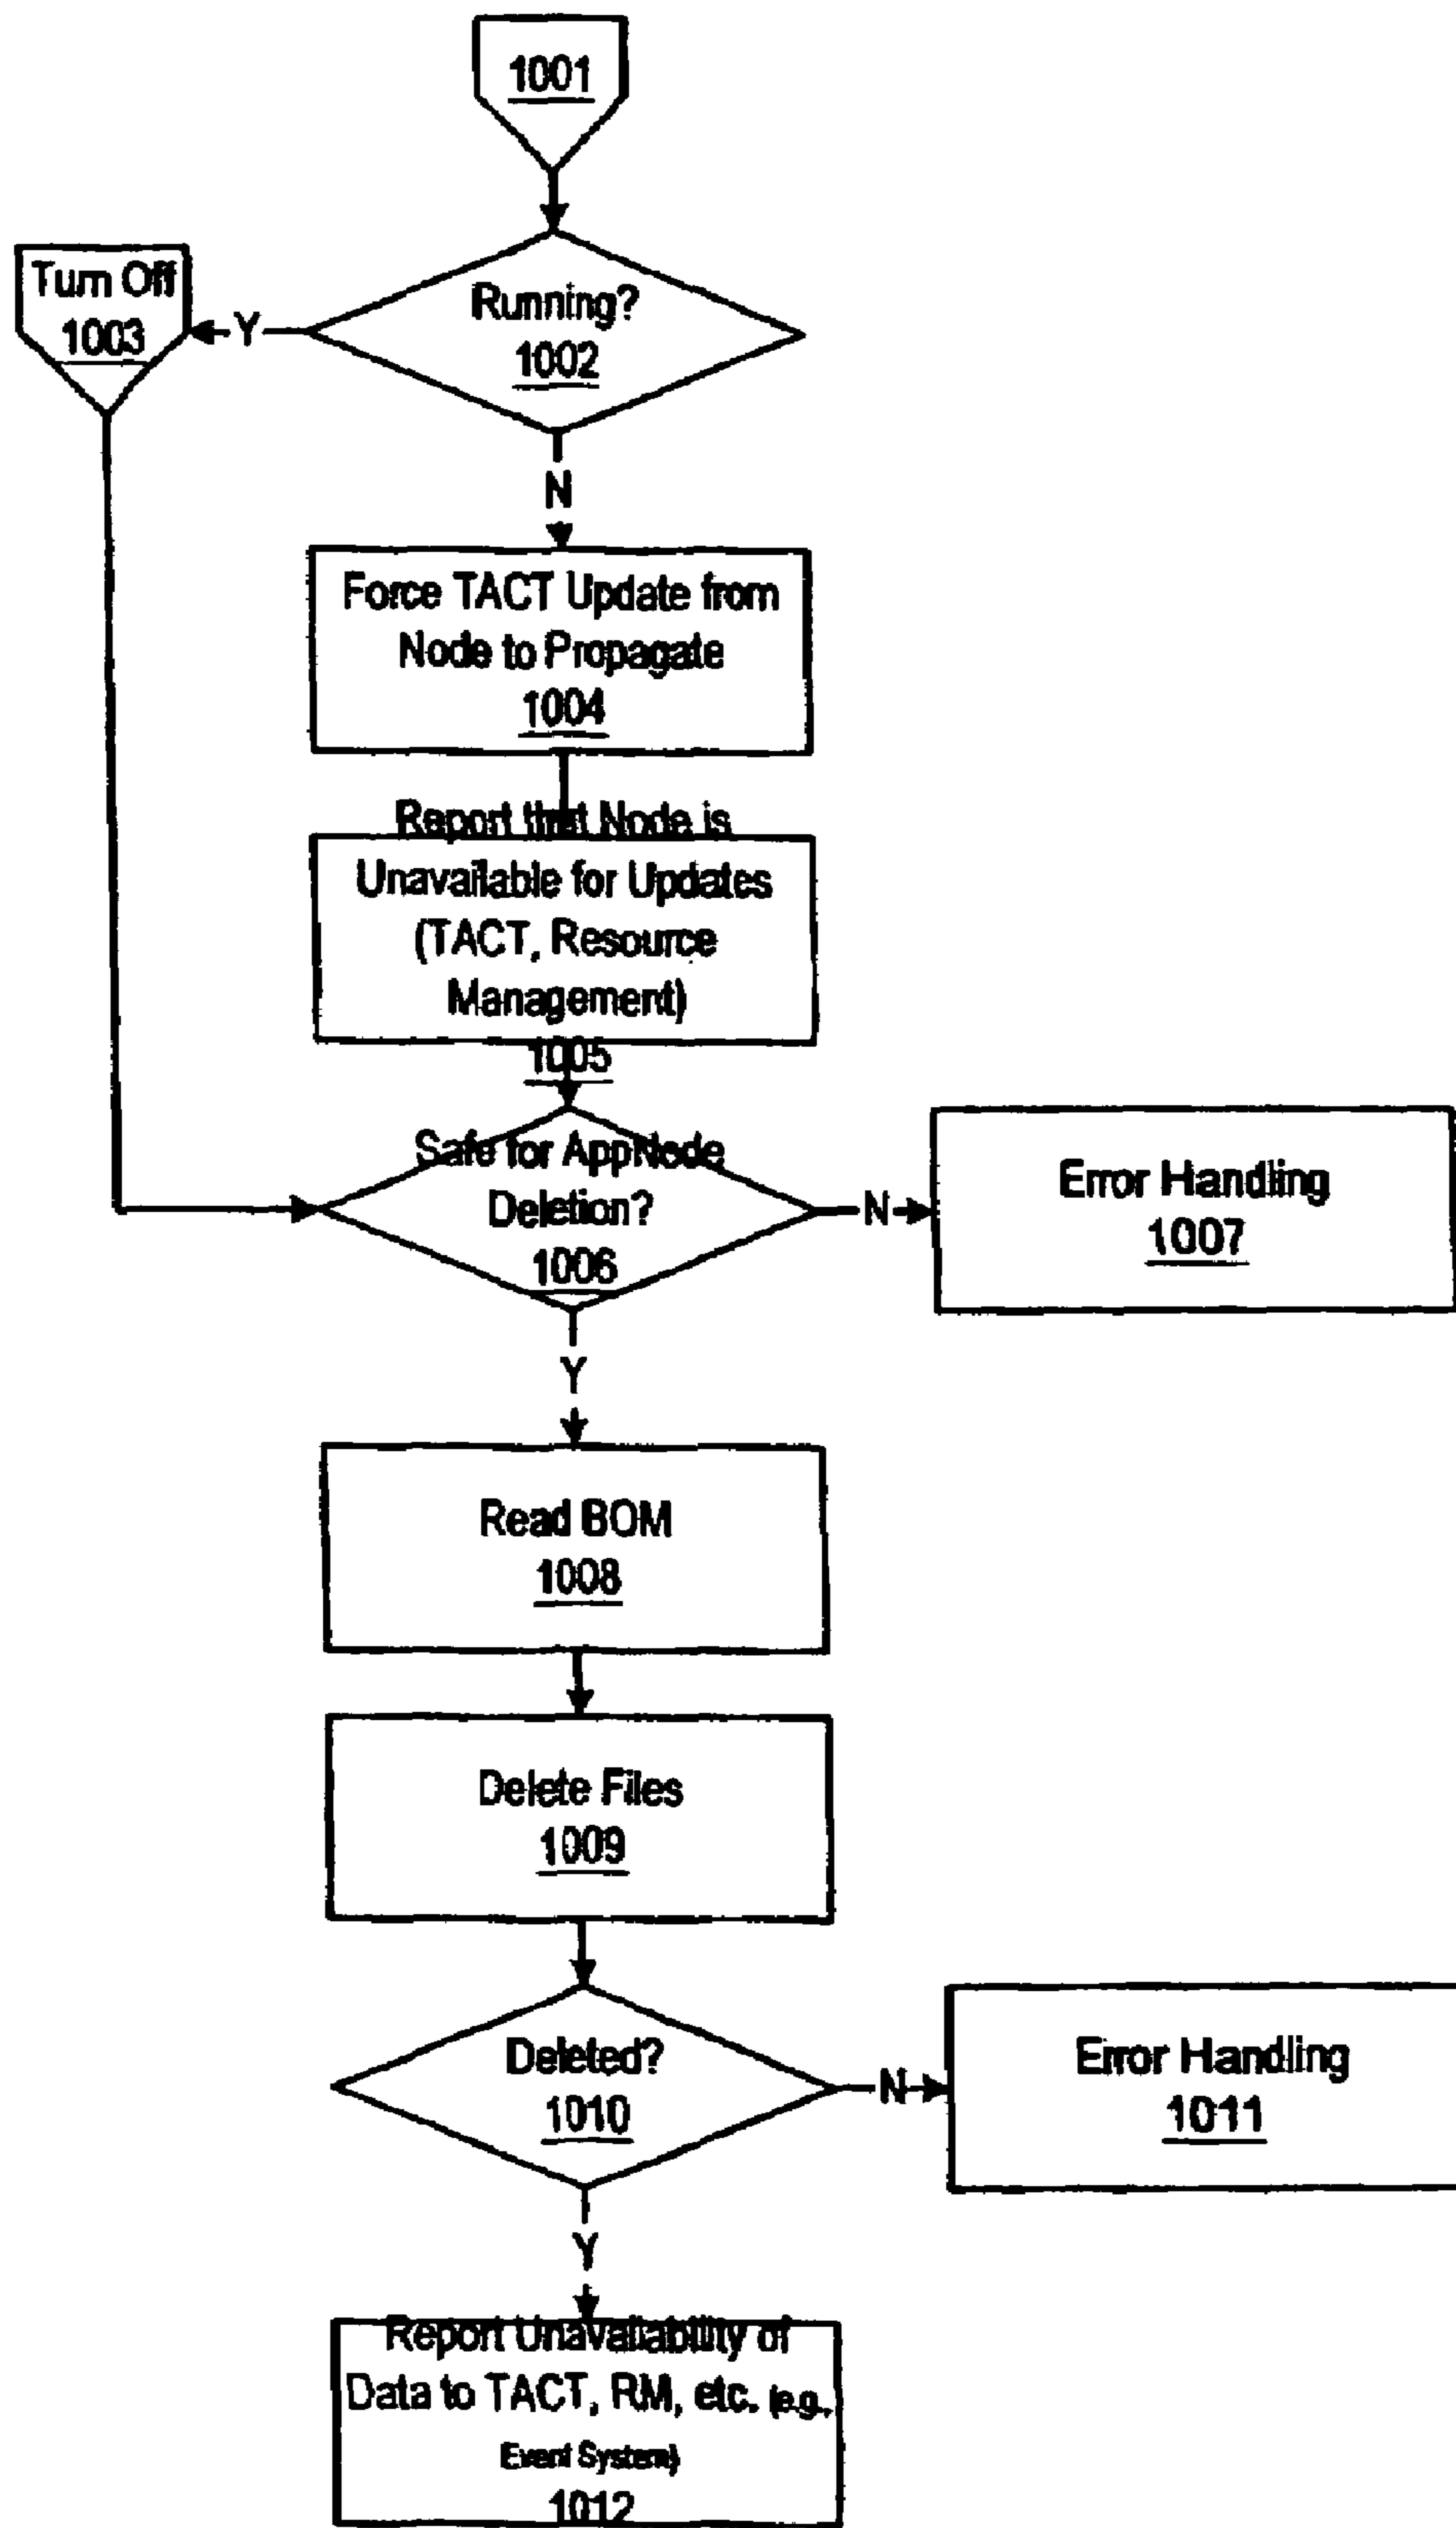 1001
Running?
1002
Y
Turn Off
1003
N
Force TACT Update from
Node to Propagate
1004
Report that Node is
Unavailable for Updates
(TACT, Resource
Management)
1005
Safe for AppNode
Deletion?
1006
N
Error Handling
1007
Y
Read BOM
1008
Delete Files
1009
Deleted?
1010
N
Error Handling
1011
Y
Report Unavailability of
Data to TACT, RM, etc. (e.g.,
Event System)
1012